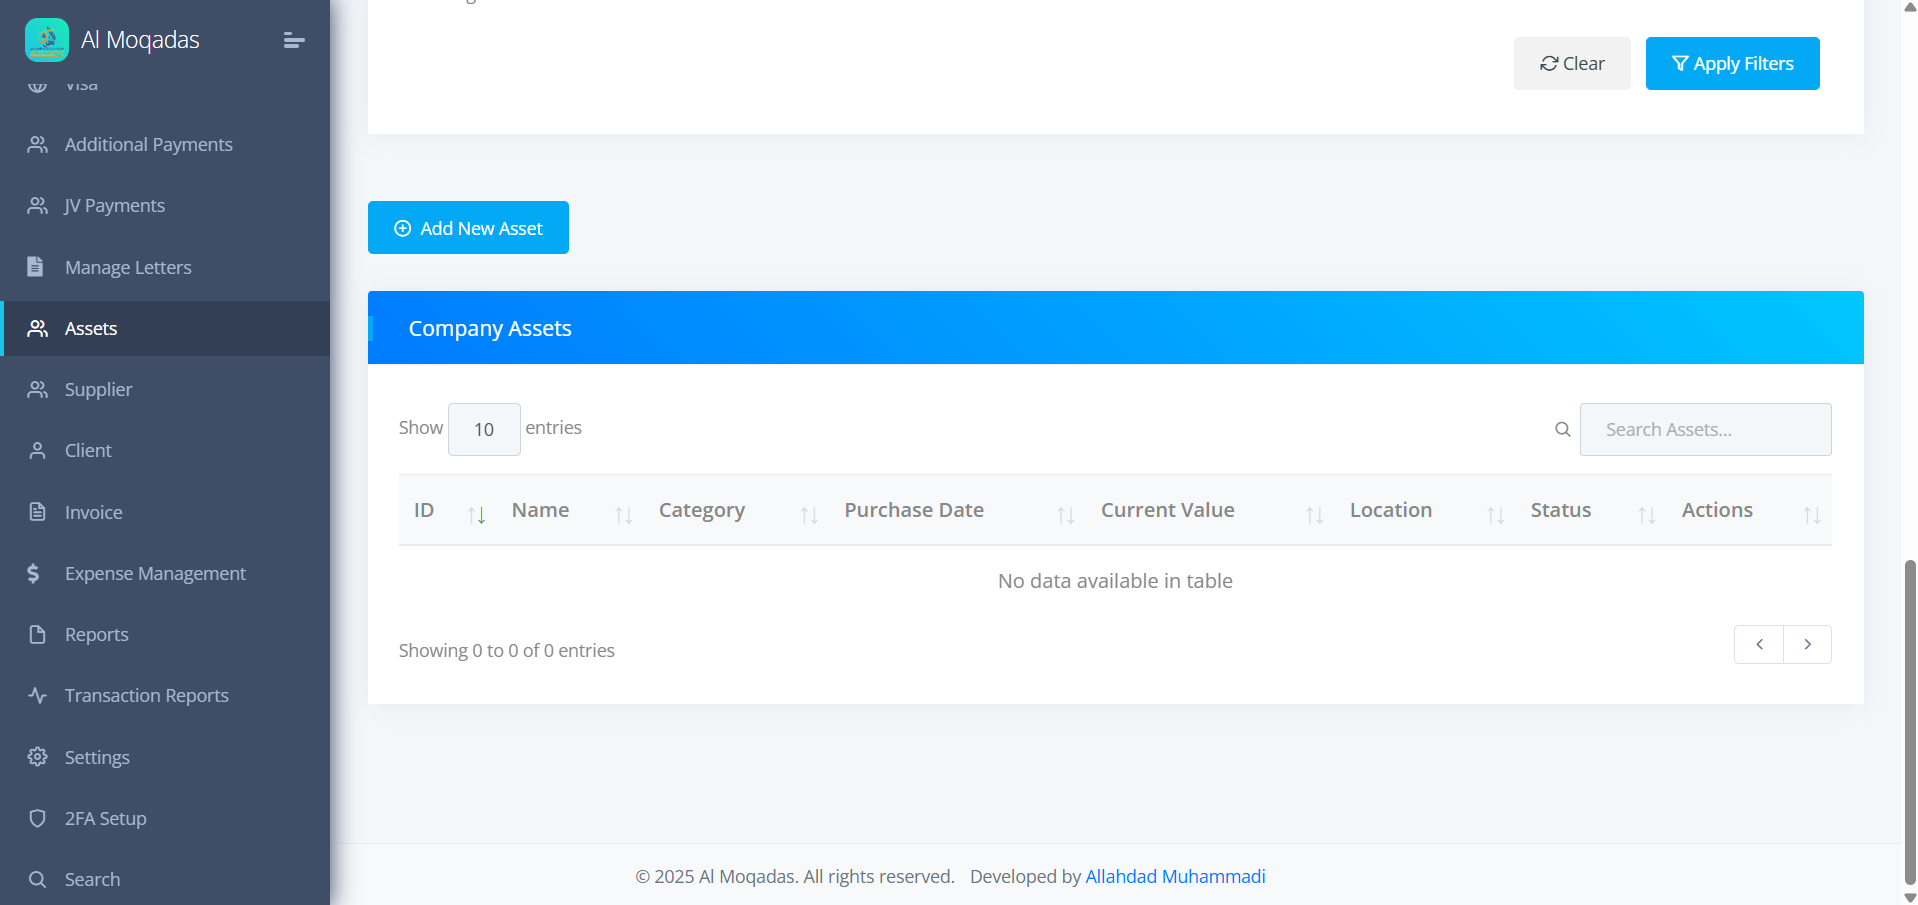 Al Moqadas
Visa
Additional Payments
JV Payments
Manage Letters
Assets
Supplier
Client
Invoice
Expense Management
Reports
Transaction Reports
Settings
2FA Setup
Search
Clear
Apply Filters
Add New Asset
Company Assets
Show 10 entries
Search Assets...
ID Name Category Purchase Date Current Value Location Status Actions
No data available in table
Showing 0 to 0 of 0 entries
© 2025 Al Moqadas. All rights reserved. Developed by Allahdad Muhammadi